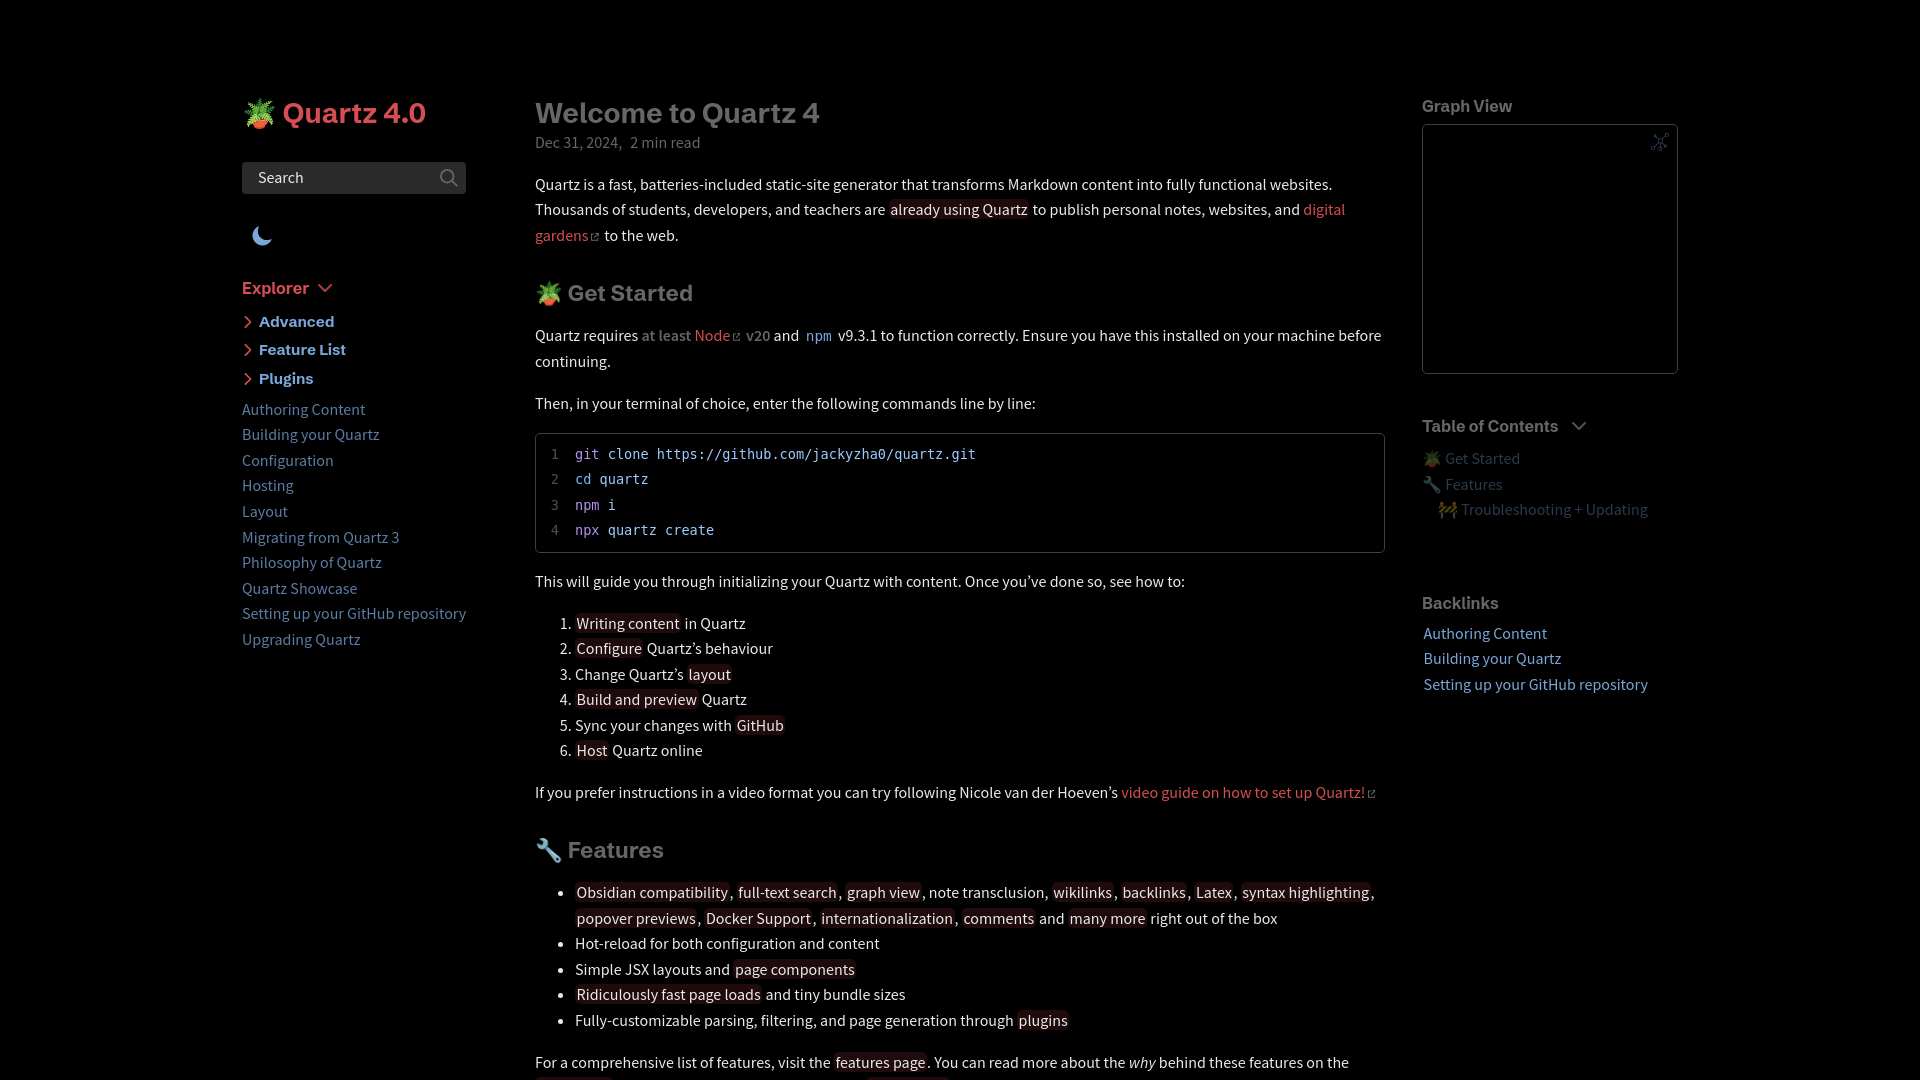 Quartz 4.0
Search
Explorer
Advanced
Feature List
Plugins
Authoring Content
Building your Quartz
Configuration
Hosting
Layout
Migrating from Quartz 3
Philosophy of Quartz
Quartz Showcase
Setting up your GitHub repository
Upgrading Quartz
Welcome to Quartz 4
Dec 31, 2024, 2 min read
Quartz is a fast, batteries-included static-site generator that transforms Markdown content into fully functional websites.
Thousands of students, developers, and teachers are already using Quartz to publish personal notes, websites, and digital
gardens to the web.
🪴 Get Started
Quartz requires at least Node v20 and npm v9.3.1 to function correctly. Ensure you have this installed on your machine before
continuing.
Then, in your terminal of choice, enter the following commands line by line:
1 git clone https://github.com/jackyzha0/quartz.git
2 cd quartz
3 npm i
4 npx quartz create
This will guide you through initializing your Quartz with content. Once you’ve done so, see how to:
1. Writing content in Quartz
2. Configure Quartz’s behaviour
3. Change Quartz’s layout
4. Build and preview Quartz
5. Sync your changes with GitHub
6. Host Quartz online
If you prefer instructions in a video format you can try following Nicole van der Hoeven’s video guide on how to set up Quartz!
🔧 Features
• Obsidian compatibility, full-text search, graph view, note transclusion, wikilinks, backlinks, Latex, syntax highlighting,
popover previews, Docker Support, internationalization, comments and many more right out of the box
• Hot-reload for both configuration and content
• Simple JSX layouts and page components
• Ridiculously fast page loads and tiny bundle sizes
• Fully-customizable parsing, filtering, and page generation through plugins
For a comprehensive list of features, visit the features page. You can read more about the why behind these features on the
Graph View
Table of Contents
🪴 Get Started
🔧 Features
🚧 Troubleshooting + Updating
Backlinks
Authoring Content
Building your Quartz
Setting up your GitHub repository